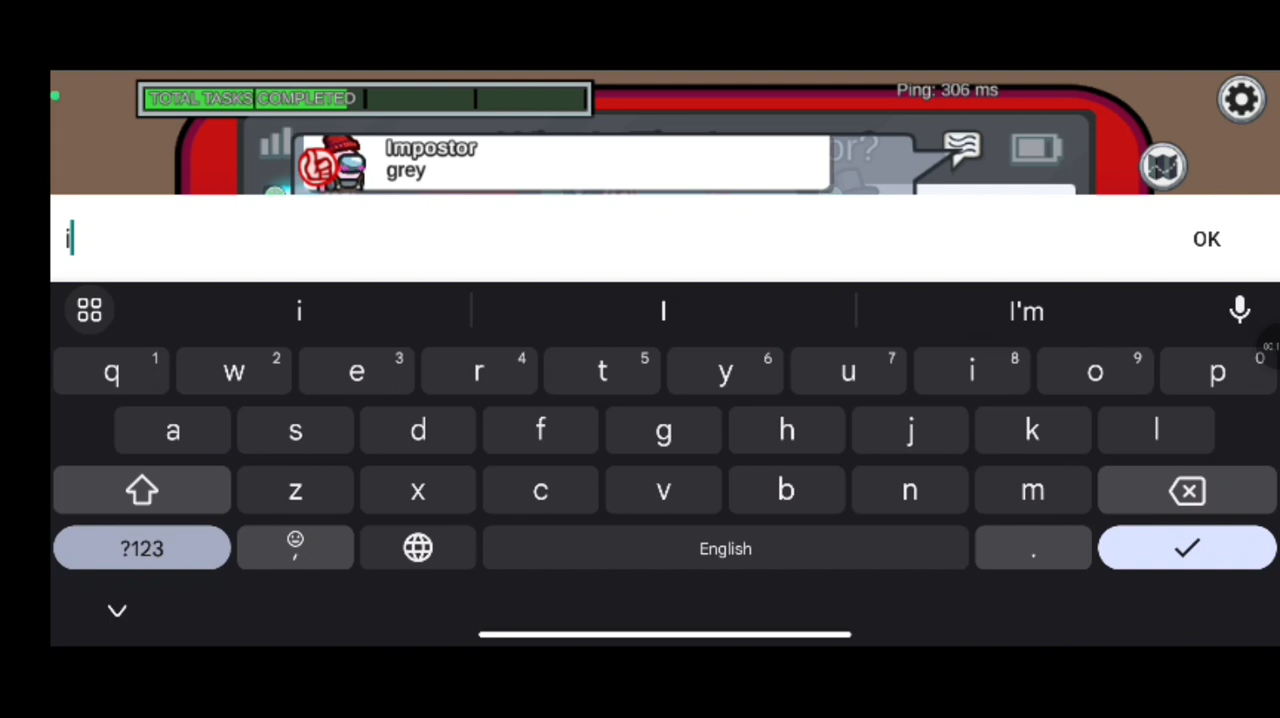 TOTAL TASKS COMPLETED
Ping: 306 ms
Impostor
grey
or?
i
OK
i I I'm
q 1 w 2 e 3 r 4 t 5 y 6 u 7 i 8 o 9 p 0
a s d f g h j k l
z x c v b n m
?123 , English .